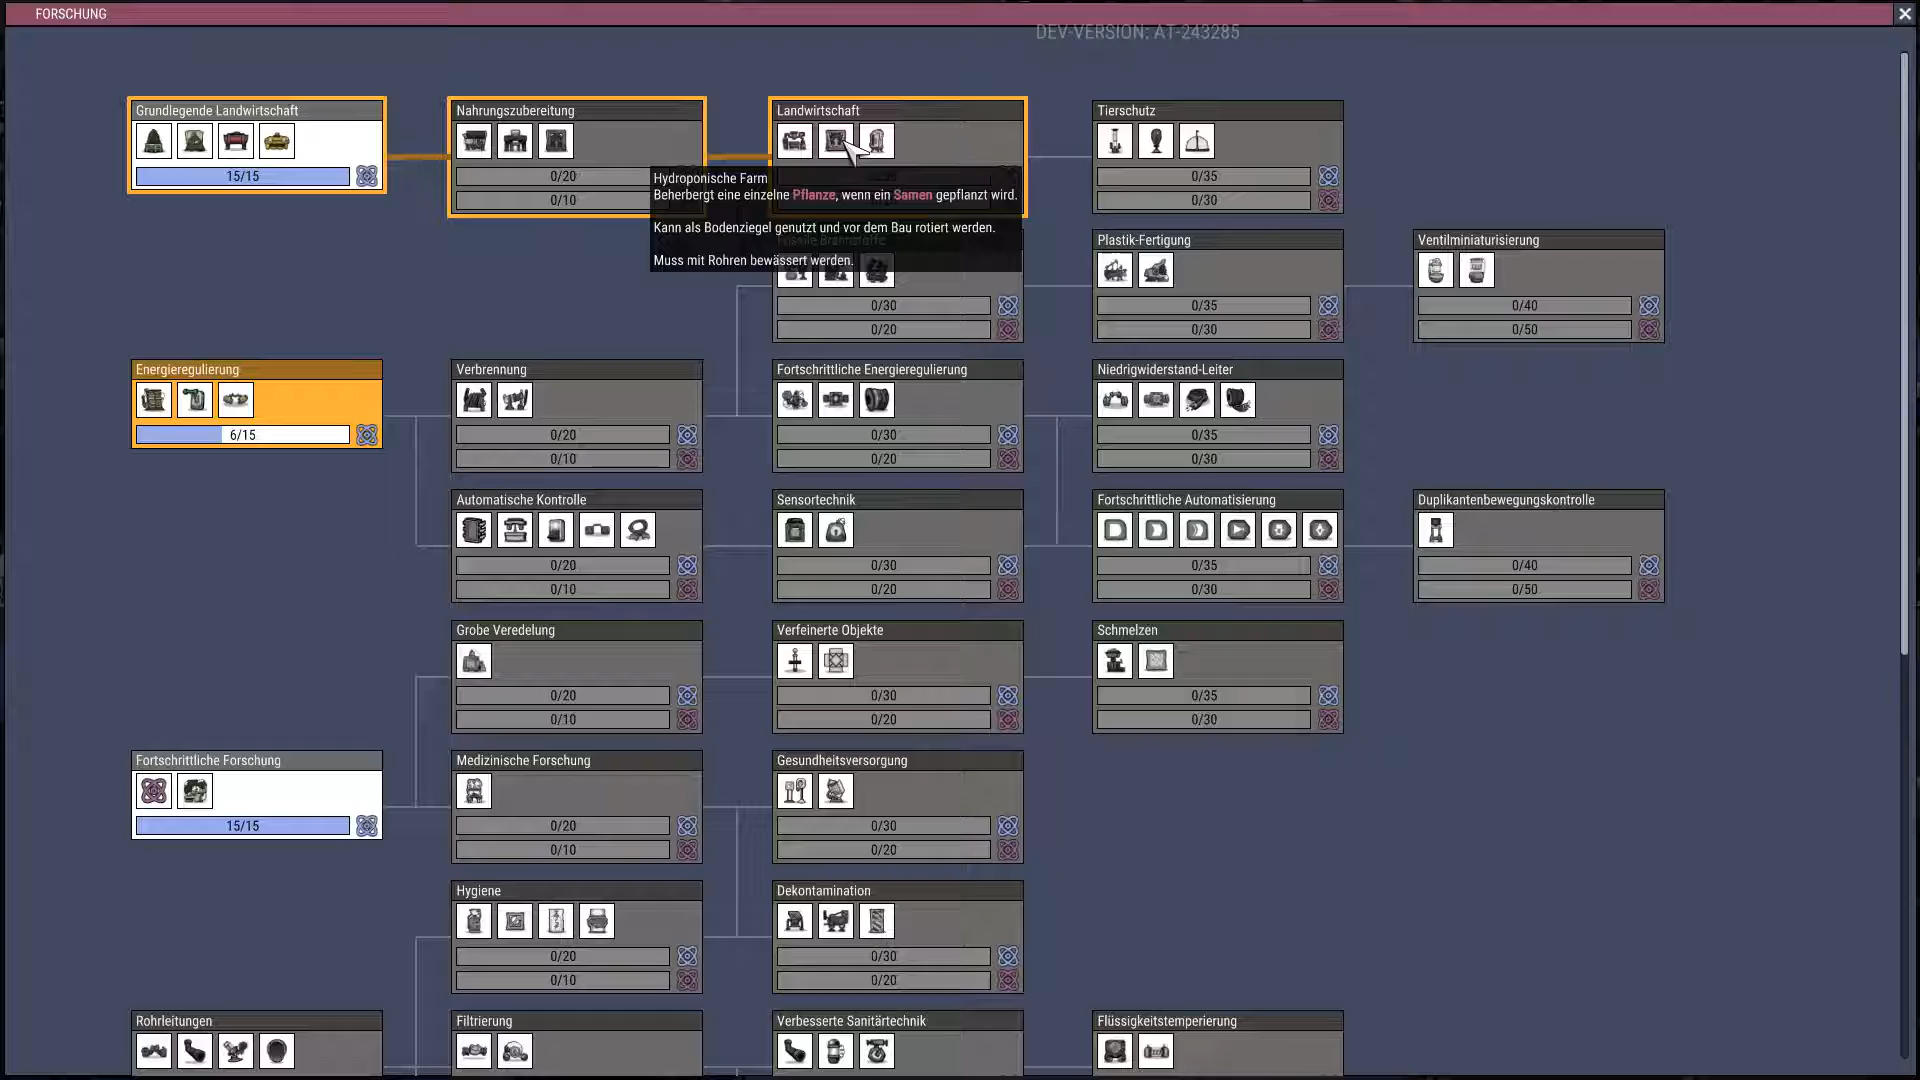 FORSCHUNG
DEV-VERSION: AT-243285
Grundlegende Landwirtschaft
15/15
Nahrungszubereitung
0/20
0/10
Landwirtschaft
Hydroponische Farm
Beherbergt eine einzelne Pflanze, wenn ein Samen gepflanzt wird.
Kann als Bodenziegel genutzt und vor dem Bau rotiert werden.
Muss mit Rohren bewässert werden.
Tierschutz
0/35
0/30
Fossile Brennstoffe
0/30
0/20
Plastik-Fertigung
0/35
0/30
Ventilminiaturisierung
0/40
0/50
Energieregulierung
6/15
Verbrennung
0/20
0/10
Fortschrittliche Energieregulierung
0/30
0/20
Niedrigwiderstand-Leiter
0/35
0/30
Automatische Kontrolle
0/20
0/10
Sensortechnik
0/30
0/20
Fortschrittliche Automatisierung
0/35
0/30
Duplikantenbewegungskontrolle
0/40
0/50
Grobe Veredelung
0/20
0/10
Verfeinerte Objekte
0/30
0/20
Schmelzen
0/35
0/30
Fortschrittliche Forschung
15/15
Medizinische Forschung
0/20
0/10
Gesundheitsversorgung
0/30
0/20
Hygiene
0/20
0/10
Dekontamination
0/30
0/20
Rohrleitungen
Filtrierung
Verbesserte Sanitärtechnik
Flüssigkeitstemperierung